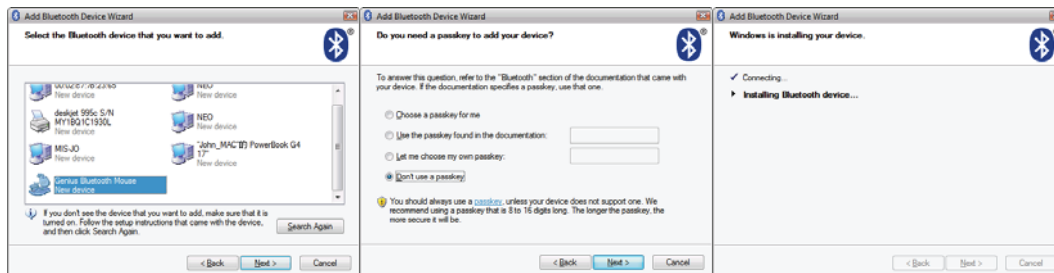 Add Bluetooth Device Wizard
Select the Bluetooth device that you want to add.
®
00:02:e7:7b:23:65
New device
NEO
New device
deskjet 995c S/N
MY1BQ1C1930L
New device
NEO
New device
MIS-JO
New device
"John_MAC"的 PowerBook G4
17"
New device
Genius Bluetooth Mouse
New device
If you don't see the device that you want to add, make sure that it is
turned on. Follow the setup instructions that came with the device,
and then click Search Again.
Search Again
< Back
Next >
Cancel
Add Bluetooth Device Wizard
Do you need a passkey to add your device?
®
To answer this question, refer to the "Bluetooth" section of the documentation that came with
your device. If the documentation specifies a passkey, use that one.
Choose a passkey for me
Use the passkey found in the documentation:
Let me choose my own passkey:
Don't use a passkey
You should always use a passkey, unless your device does not support one. We
recommend using a passkey that is 8 to 16 digits long. The longer the passkey, the
more secure it will be.
< Back
Next >
Cancel
Add Bluetooth Device Wizard
Windows is installing your device.
Connecting...
Installing Bluetooth device...
< Back
Next >
Cancel